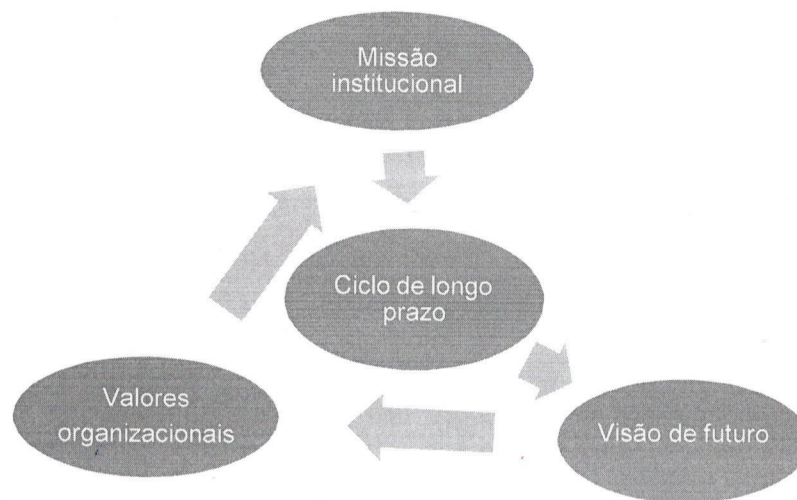 Missão
institucional
Ciclo de longo
prazo
Valores
organizacionais
Visão de futuro